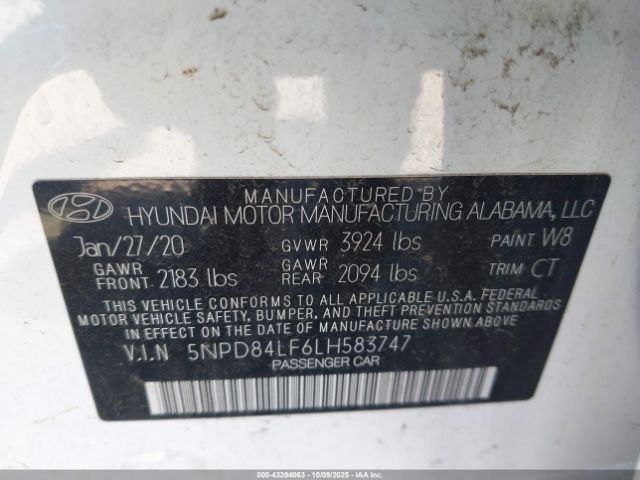 MANUFACTURED BY
HYUNDAI MOTOR MANUFACTURING ALABAMA, LLC
Jan/27/20 GVWR 3924 lbs PAINT W8
GAWR FRONT 2183 lbs GAWR REAR 2094 lbs TRIM CT
THIS VEHICLE CONFORMS TO ALL APPLICABLE U.S.A. FEDERAL
MOTOR VEHICLE SAFETY, BUMPER, AND THEFT PREVENTION STANDARDS
IN EFFECT ON THE DATE OF MANUFACTURE SHOWN ABOVE.
V.I.N 5NPD84LF6LH583747
PASSENGER CAR
000-43394063 | 10/09/2025 | IAA, Inc.